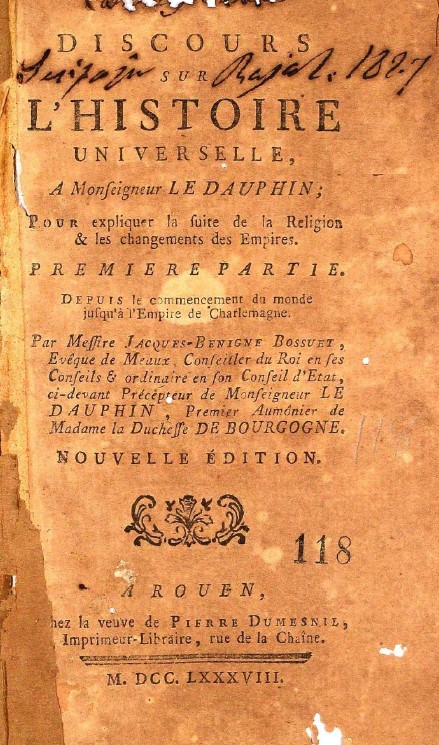 DISCOURS
SUR
1827
L'HISTOIRE
UNIVERSELLE,
A Monſeigneur LE DAUPHIN;
POUR expliquer la ſuite de la Religion
& les changements des Empires.
PREMIERE PARTIE.
DEPUIS le commencement du monde
juſqu'à l'Empire de Charlemagne.
Par Meſſire JACQUES-BENIGNE BOSSUET,
Evêque de Meaux, Conſeiller du Roi en ſes
Conſeils & ordinaire en ſon Conſeil d'Etat,
ci-devant Précepteur de Monſeigneur LE
DAUPHIN, Premier Aumônier de
Madame la Ducheſſe DE BOURGOGNE.
NOUVELLE ÉDITION.
118
A ROUEN,
hez la veuve de PIERRE DUMESNIL,
Imprimeur-Libraire, rue de la Chaîne.
M. DCC. LXXXVIII.